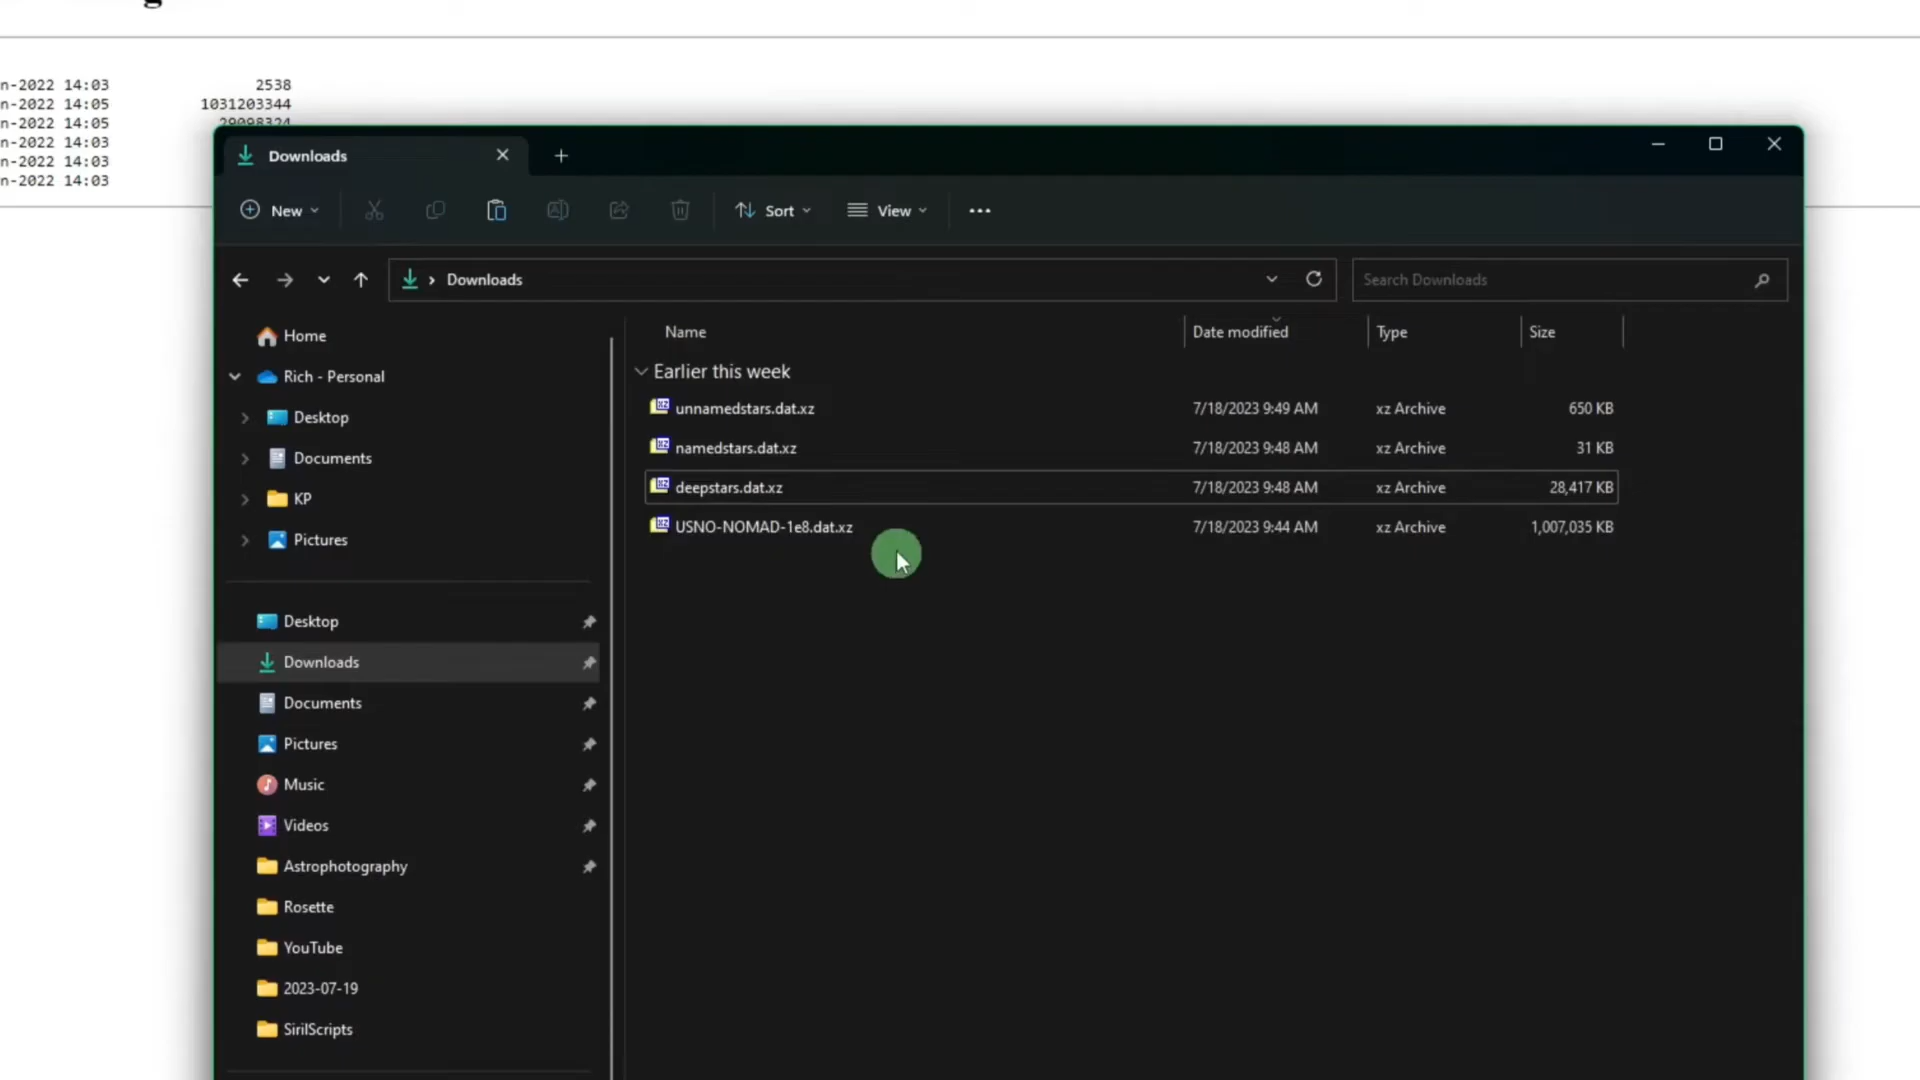 n-2022 14:03 2538
n-2022 14:05 1031203344
n-2022 14:05 29098324
n-2022 14:03
n-2022 14:03
n-2022 14:03
Downloads
New
Sort
View
Downloads
Search Downloads
Home
Rich - Personal
Desktop
Documents
KP
Pictures
Desktop
Downloads
Documents
Pictures
Music
Videos
Astrophotography
Rosette
YouTube
2023-07-19
SirilScripts
Name Date modified Type Size
Earlier this week
unnamedstars.dat.xz 7/18/2023 9:49 AM xz Archive 650 KB
namedstars.dat.xz 7/18/2023 9:48 AM xz Archive 31 KB
deepstars.dat.xz 7/18/2023 9:48 AM xz Archive 28,417 KB
USNO-NOMAD-1e8.dat.xz 7/18/2023 9:44 AM xz Archive 1,007,035 KB